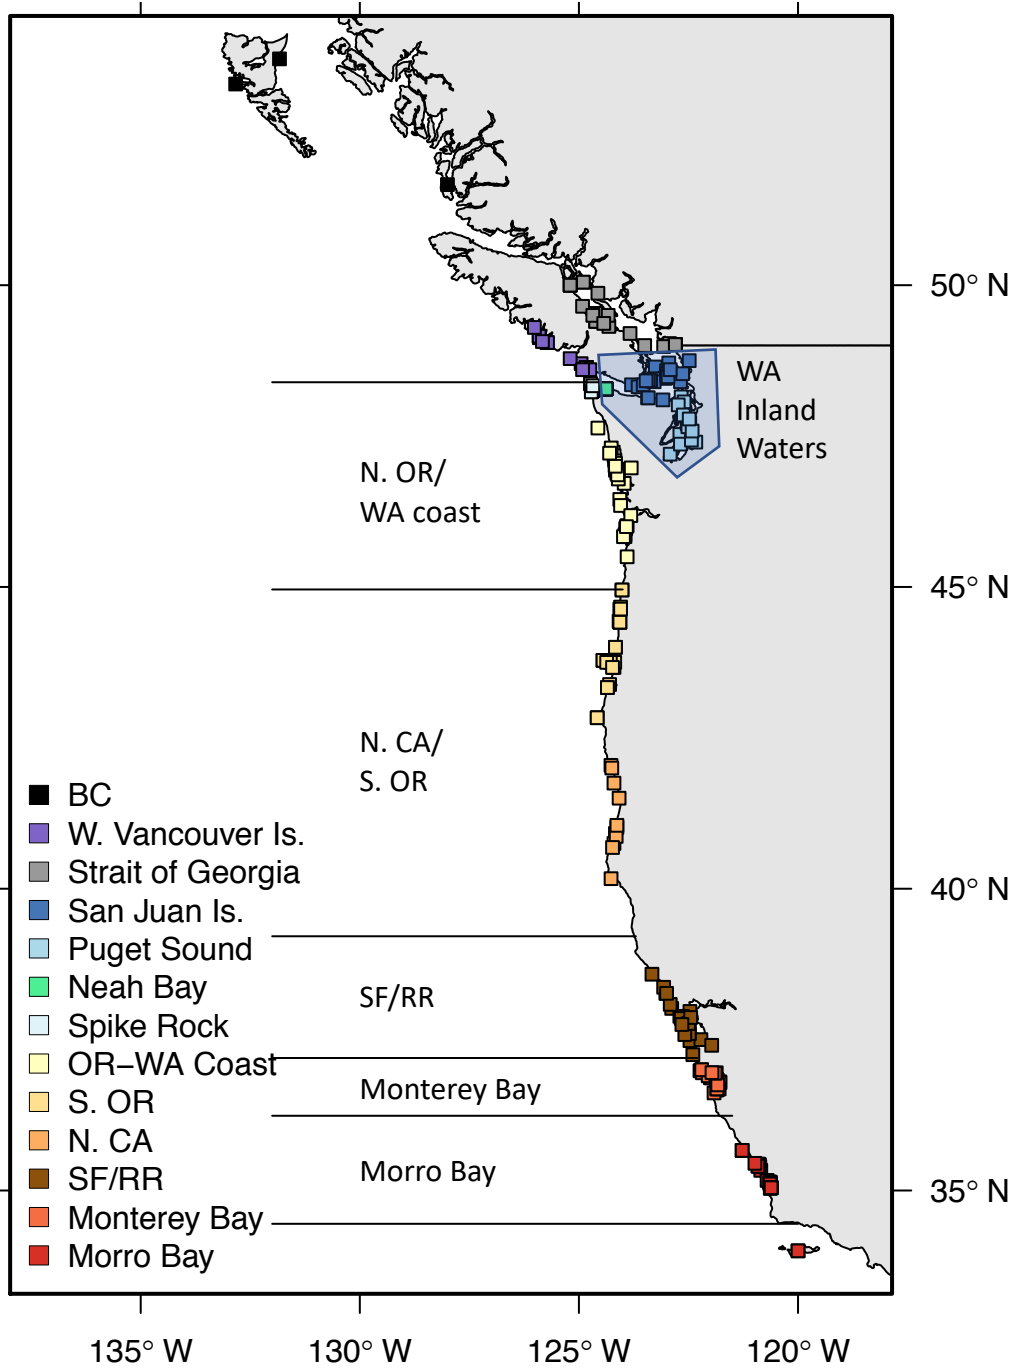 50° N
WA
Inland
Waters
N. OR/
WA coast
45° N
N. CA/
S. OR
BC
W. Vancouver Is.
Strait of Georgia
40° N
San Juan Is.
Puget Sound
Neah Bay
SF/RR
Spike Rock
OR−WA Coast
Monterey Bay
S. OR
N. CA
Morro Bay
SF/RR
35° N
Monterey Bay
Morro Bay
135° W 130° W 125° W 120° W